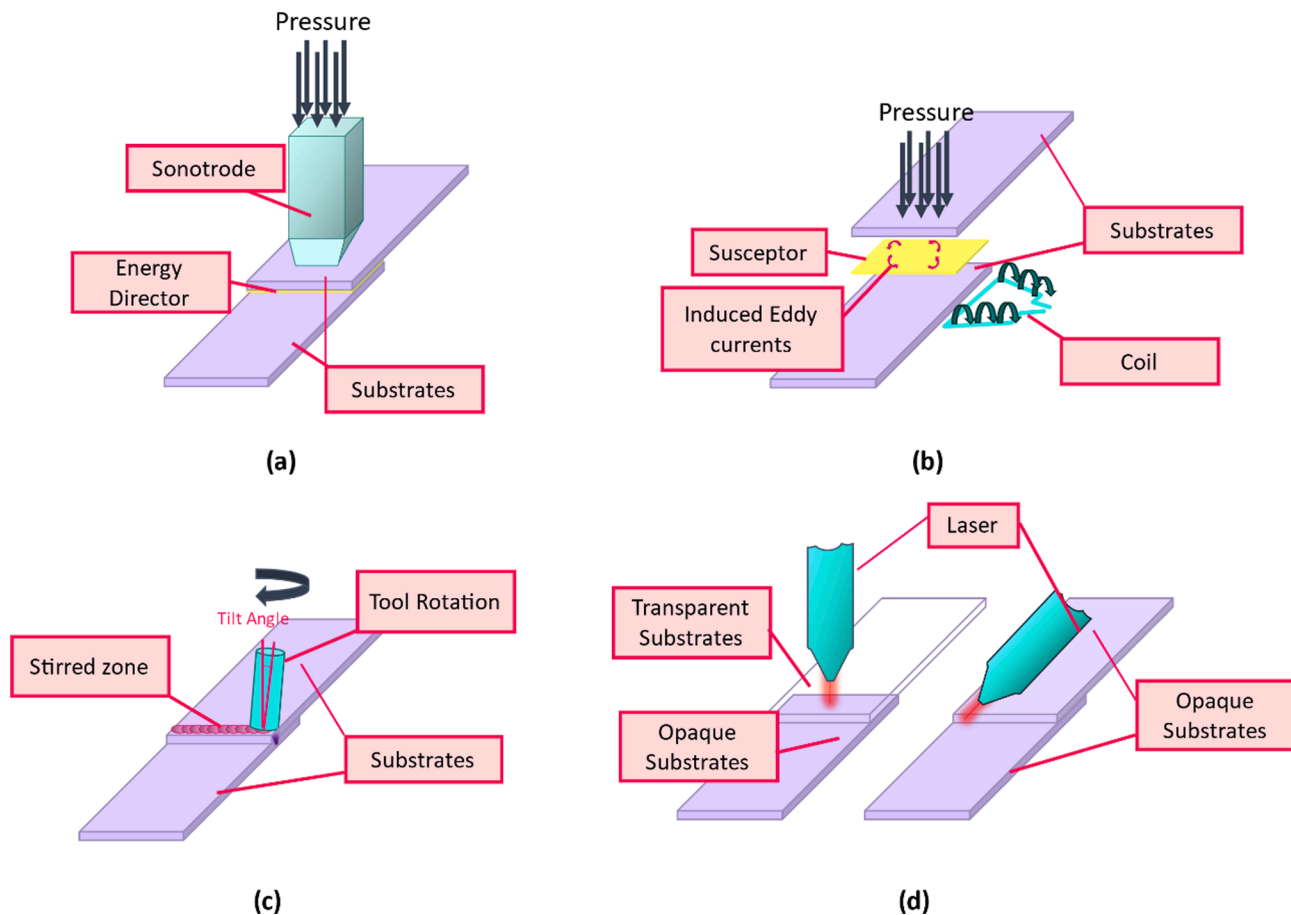 Pressure
Sonotrode
Energy
Director
Substrates
(a)
Pressure
Susceptor
Substrates
Induced Eddy
currents
Coil
(b)
Tilt Angle
Tool Rotation
Stirred zone
Substrates
(c)
Laser
Transparent
Substrates
Opaque
Substrates
Opaque
Substrates
(d)